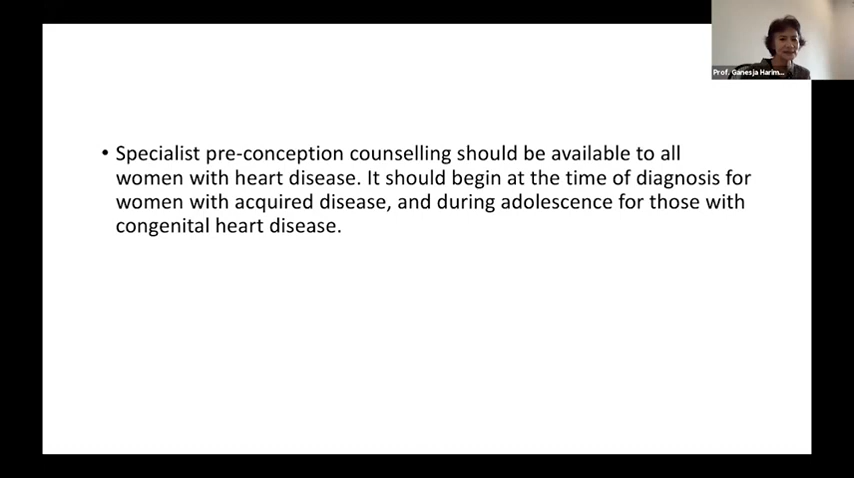 Prof. Ganesja Harim...
• Specialist pre-conception counselling should be available to all
women with heart disease. It should begin at the time of diagnosis for
women with acquired disease, and during adolescence for those with
congenital heart disease.